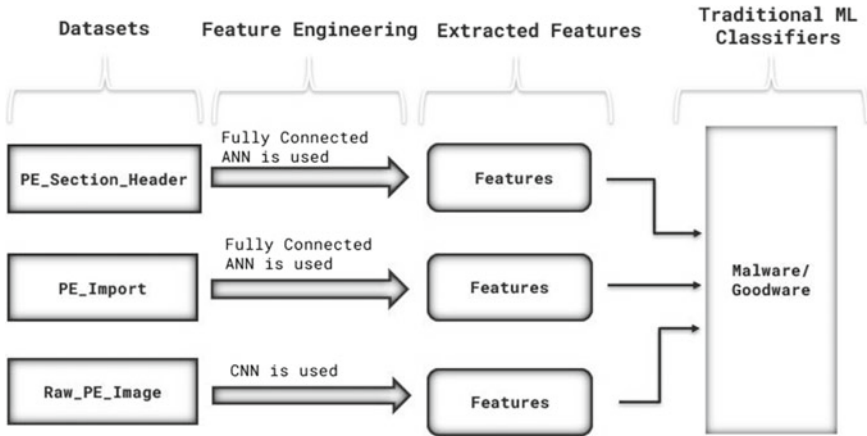 Datasets
Feature Engineering
Extracted Features
Traditional ML
Classifiers
PE_Section_Header
Fully Connected
ANN is used
Features
PE_Import
Fully Connected
ANN is used
Features
Raw_PE_Image
CNN is used
Features
Malware/
Goodware